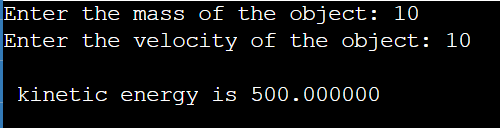 Enter the mass of the object: 10
Enter the velocity of the object: 10
kinetic energy is 500.000000